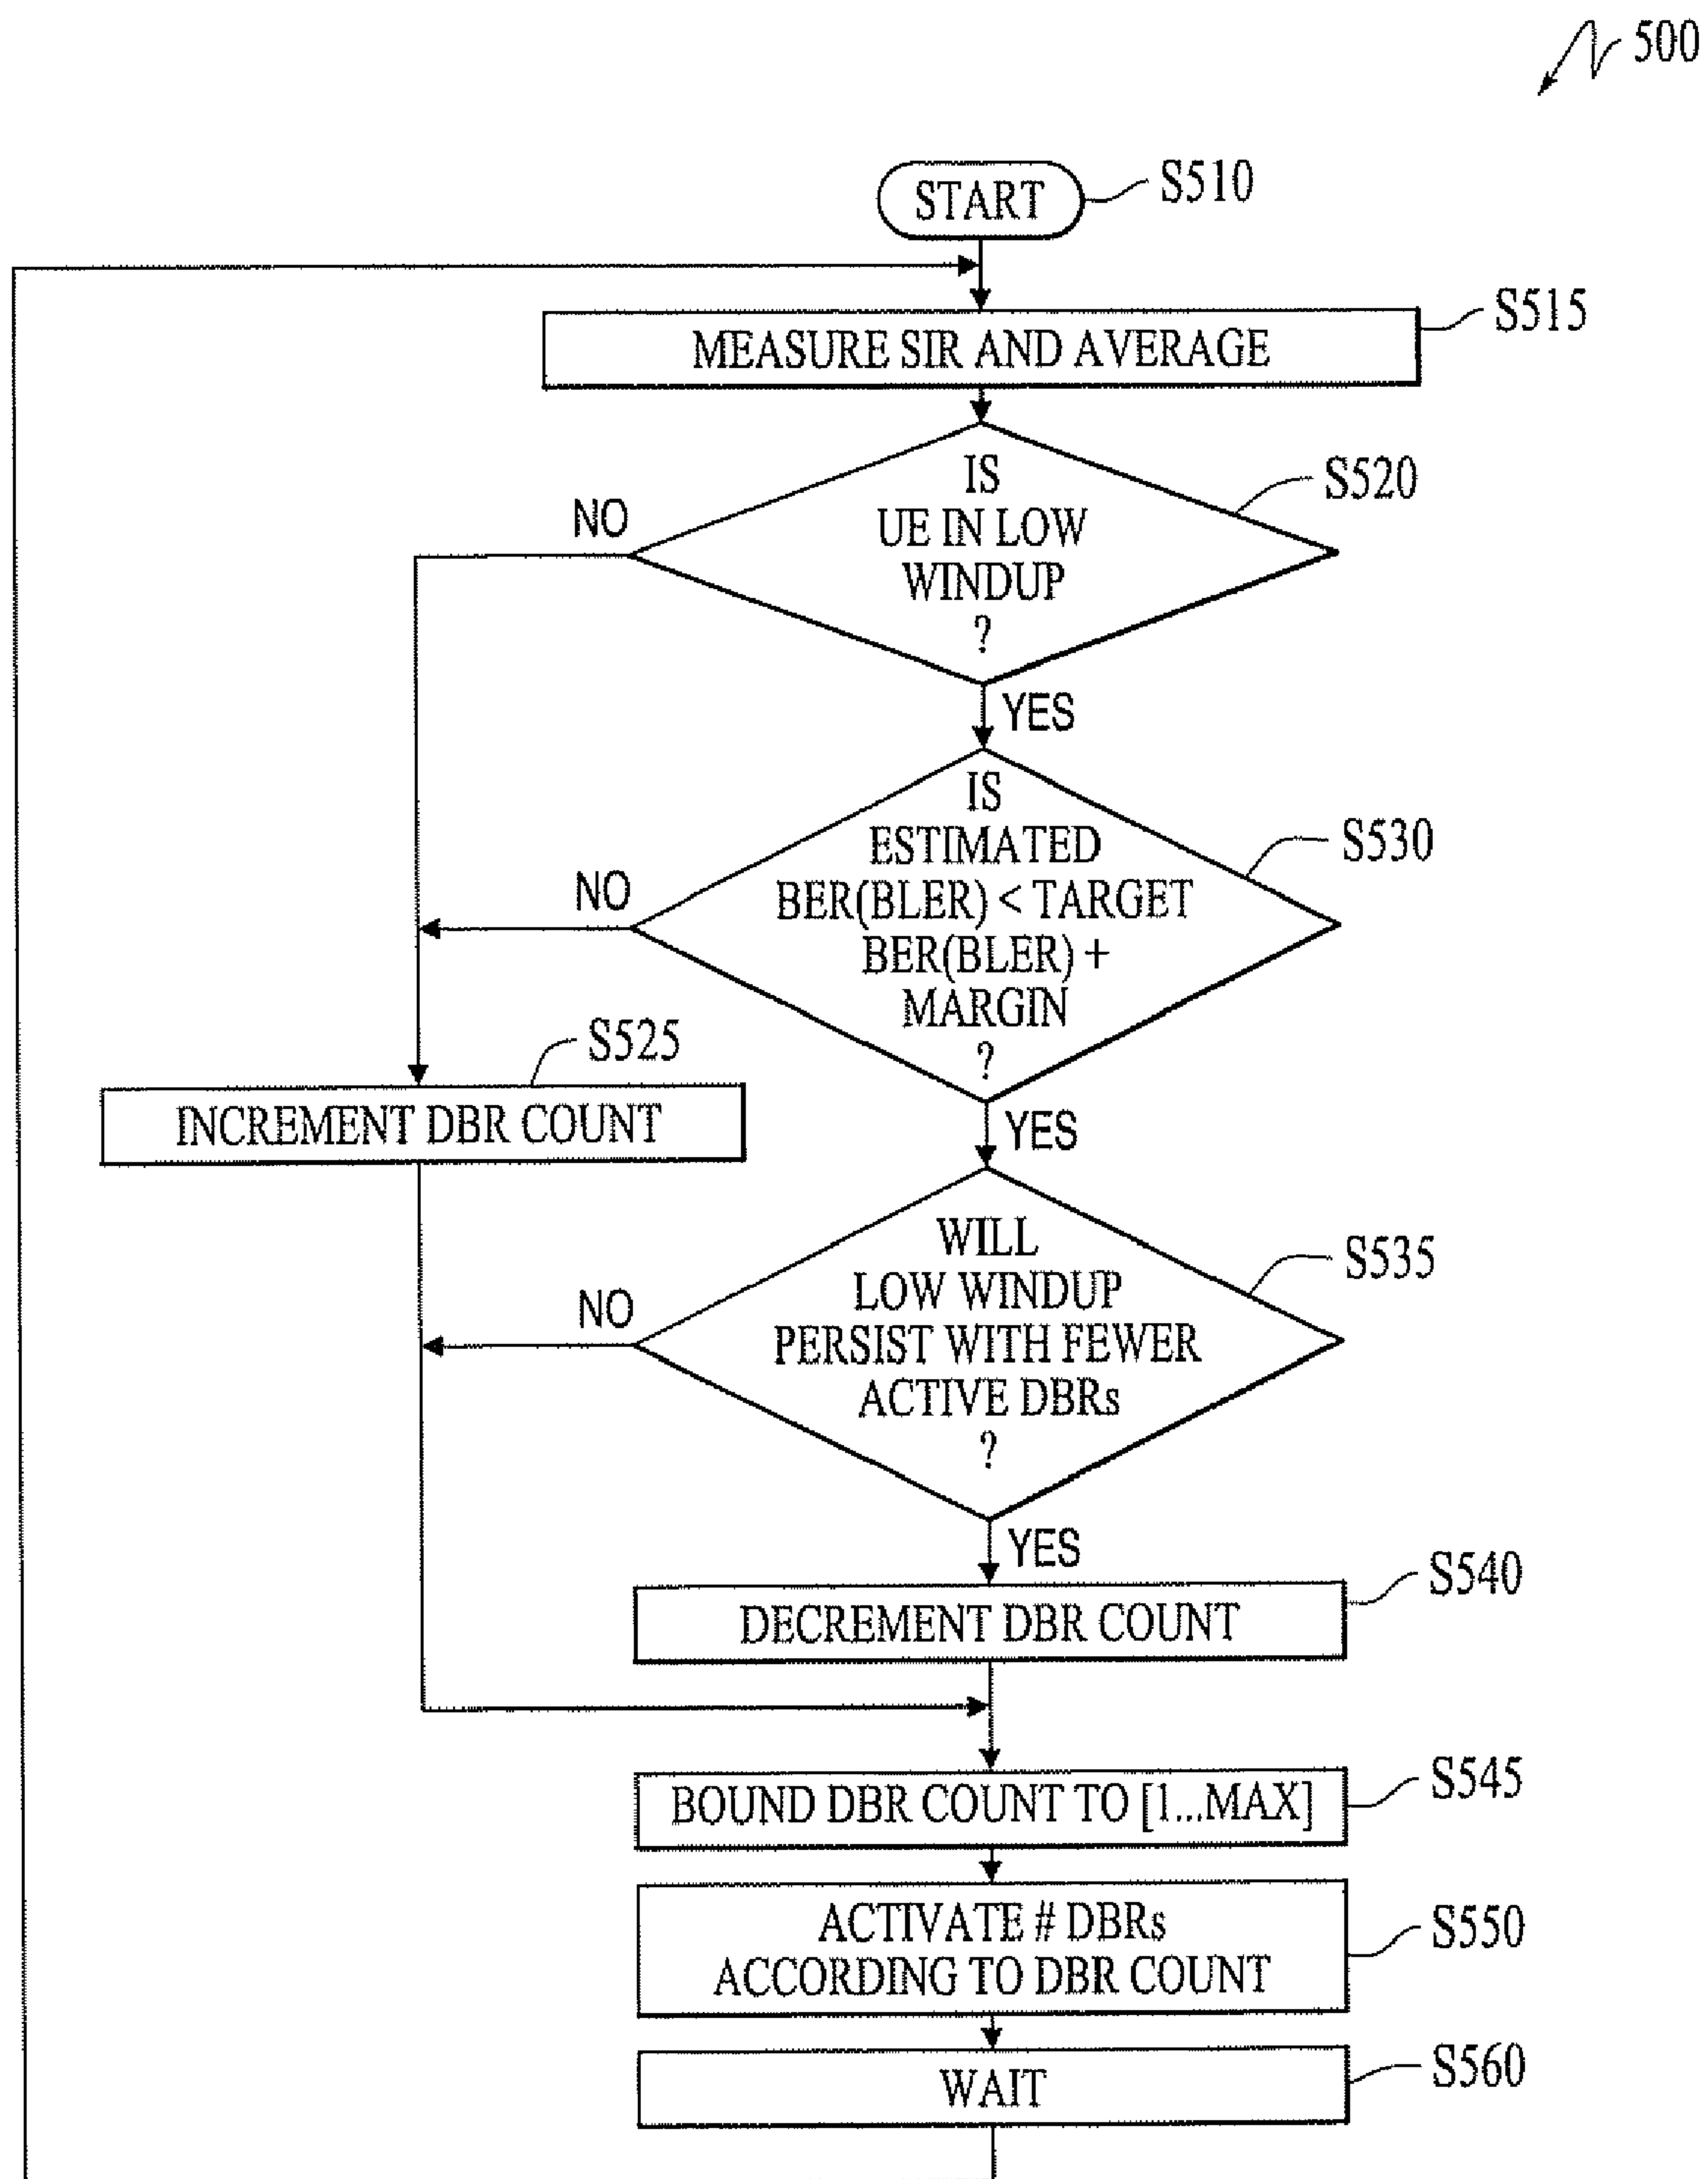 500
START
S510
MEASURE SIR AND AVERAGE
S515
IS
UE IN LOW
WINDUP
?
S520
NO
YES
IS
ESTIMATED
BER(BLER) < TARGET
BER(BLER) +
MARGIN
?
S530
NO
YES
S525
INCREMENT DBR COUNT
WILL
LOW WINDUP
PERSIST WITH FEWER
ACTIVE DBRs
?
S535
NO
YES
DECREMENT DBR COUNT
S540
BOUND DBR COUNT TO [1...MAX]
S545
ACTIVATE # DBRs
ACCORDING TO DBR COUNT
S550
WAIT
S560